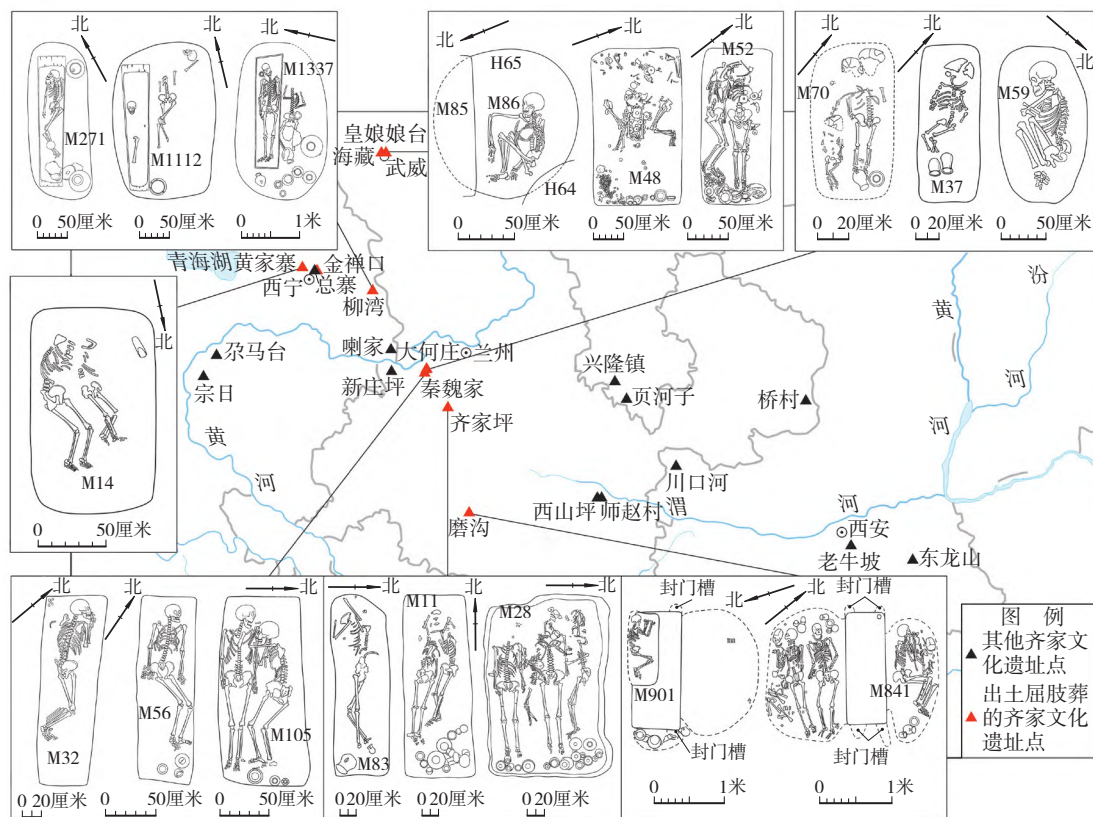 北
北
北
M271
M1112
M1337
0 50厘米
0 50厘米
0 1米
北
H65
M85
M86
H64
M48
M52
0 50厘米
0 50厘米
0 50厘米
北
M70
M37
M59
北
0 20厘米
0 20厘米
0 50厘米
皇娘娘台
海藏
武威
青海湖
黄家寨
金禅口
西宁
总寨
柳湾
北
M14
0 50厘米
尕马台
宗日
喇家
大何庄
兰州
新庄坪
秦魏家
齐家坪
兴隆镇
页河子
桥村
黄
河
汾
河
黄
河
川口河
西山坪
师赵村
渭
河
磨沟
西安
老牛坡
东龙山
北
北
北
M32
M56
M105
0 20厘米
0 50厘米
0 50厘米
北
M83
M11
M28
北
0 20厘米
0 20厘米
0 20厘米
封门槽
北
M901
封门槽
0 1米
北
封门槽
M841
封门槽
0 1米
图 例
其他齐家文
化遗址点
出土屈肢葬
的齐家文化
遗址点